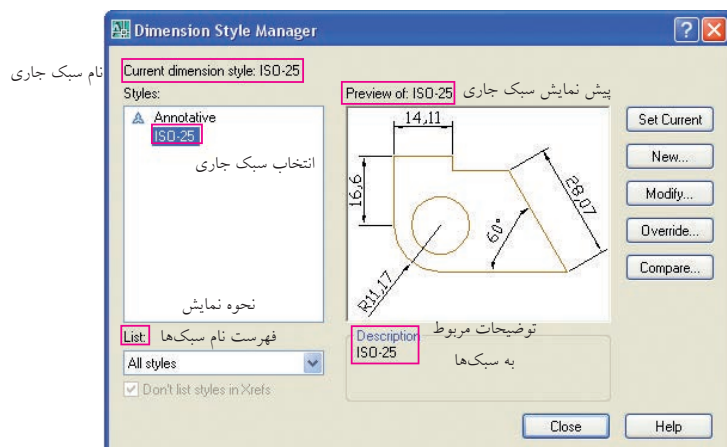 Dimension Style Manager
نام سبک جاری
Current dimension style: ISO-25
Styles:
Annotative
ISO-25
انتخاب سبک جاری
نحوه نمایش
List:
فهرست نام سبک‌ها
All styles
Don't list styles in Xrefs
Preview of: ISO-25
پیش نمایش سبک جاری
14,11
16,6
28,07
60°
R11,17
Description
توضیحات مربوط
ISO-25
به سبک‌ها
Set Current
New...
Modify...
Override...
Compare...
Close
Help